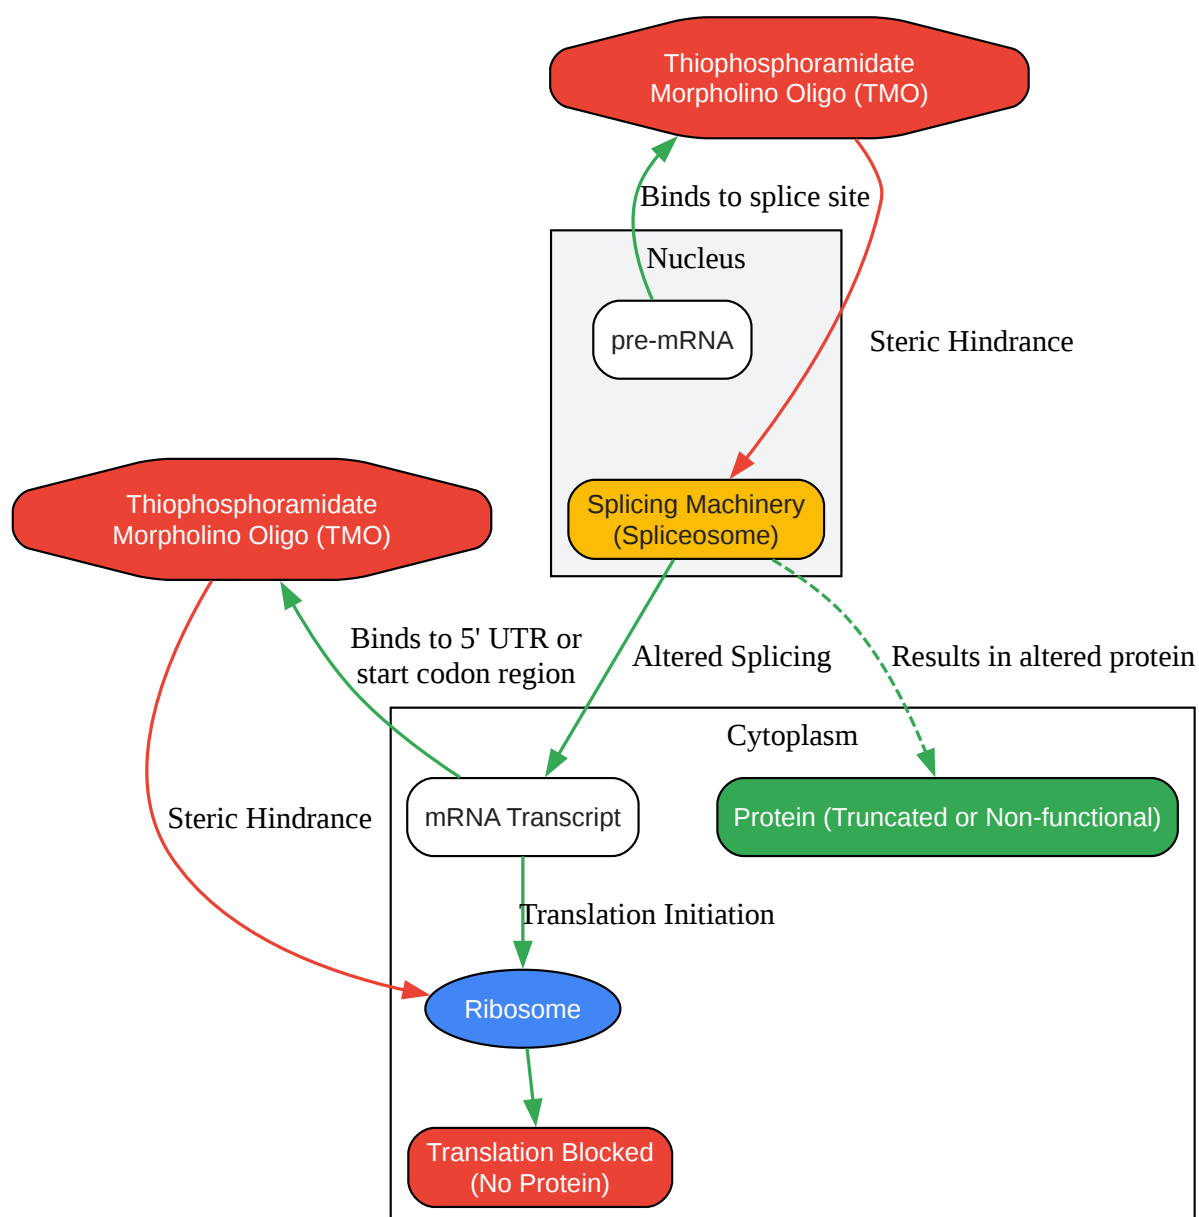 Thiophosphoramidate
Morpholino Oligo (TMO)
Binds to splice site
Nucleus
pre-mRNA
Steric Hindrance
Thiophosphoramidate
Morpholino Oligo (TMO)
Splicing Machinery
(Spliceosome)
Binds to 5' UTR or
start codon region
Altered Splicing
Results in altered protein
Cytoplasm
mRNA Transcript
Protein (Truncated or Non-functional)
Steric Hindrance
Translation Initiation
Ribosome
Translation Blocked
(No Protein)